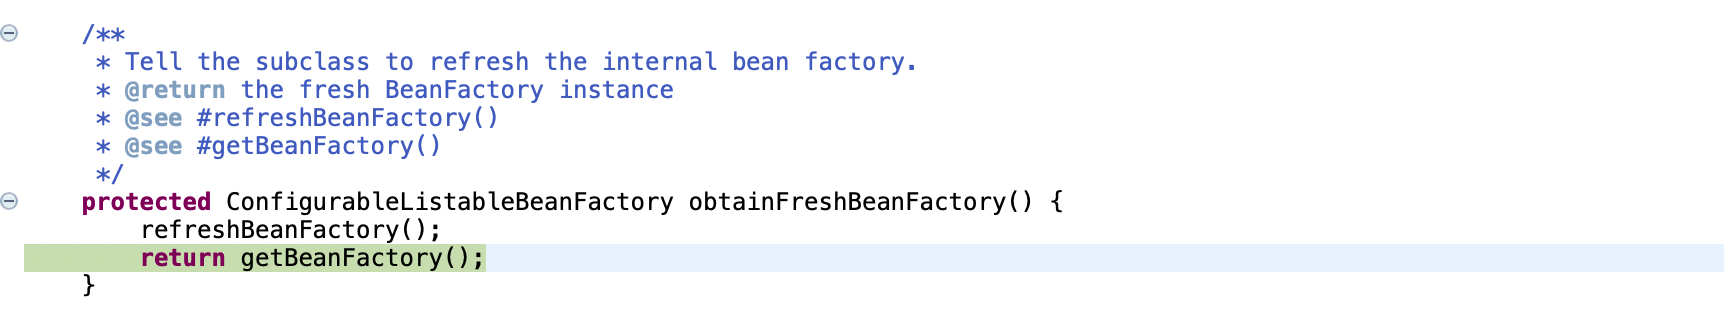 /**
 * Tell the subclass to refresh the internal bean factory.
 * @return the fresh BeanFactory instance
 * @see #refreshBeanFactory()
 * @see #getBeanFactory()
 */
protected ConfigurableListableBeanFactory obtainFreshBeanFactory() {
    refreshBeanFactory();
    return getBeanFactory();
}